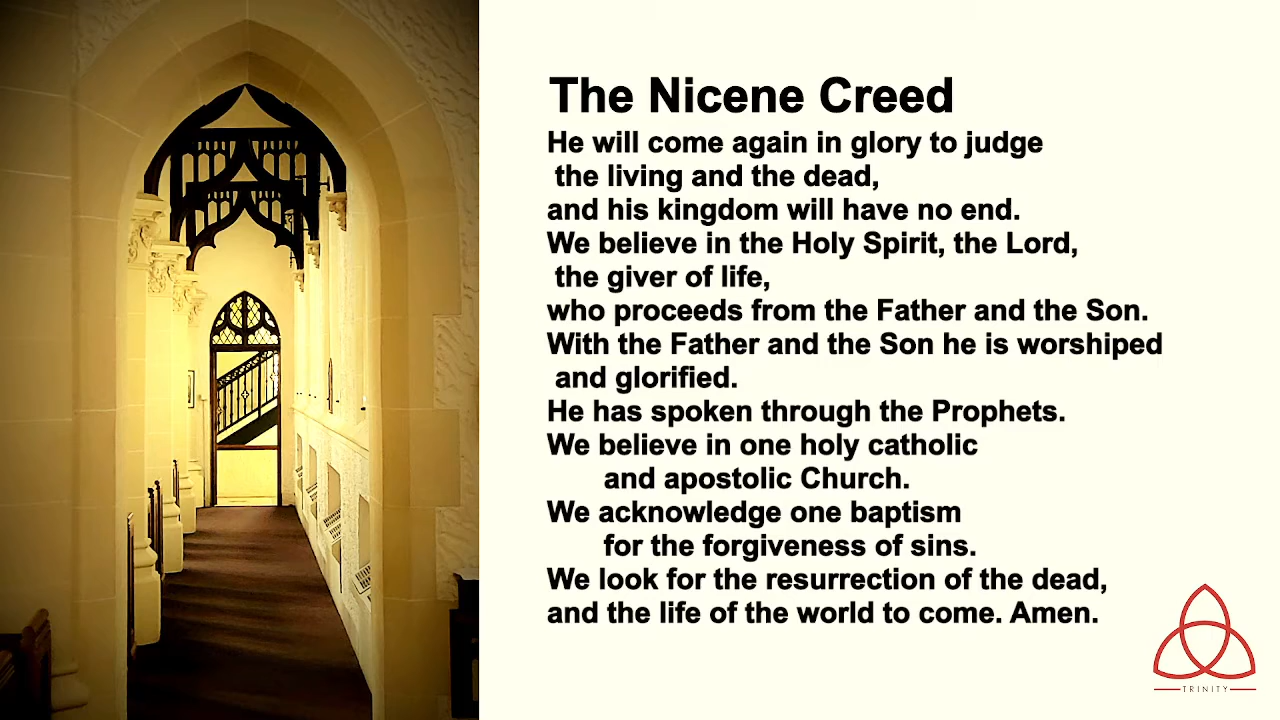 The Nicene Creed
He will come again in glory to judge
the living and the dead,
and his kingdom will have no end.
We believe in the Holy Spirit, the Lord,
the giver of life,
who proceeds from the Father and the Son.
With the Father and the Son he is worshiped
and glorified.
He has spoken through the Prophets.
We believe in one holy catholic
and apostolic Church.
We acknowledge one baptism
for the forgiveness of sins.
We look for the resurrection of the dead,
and the life of the world to come. Amen.
TRINITY